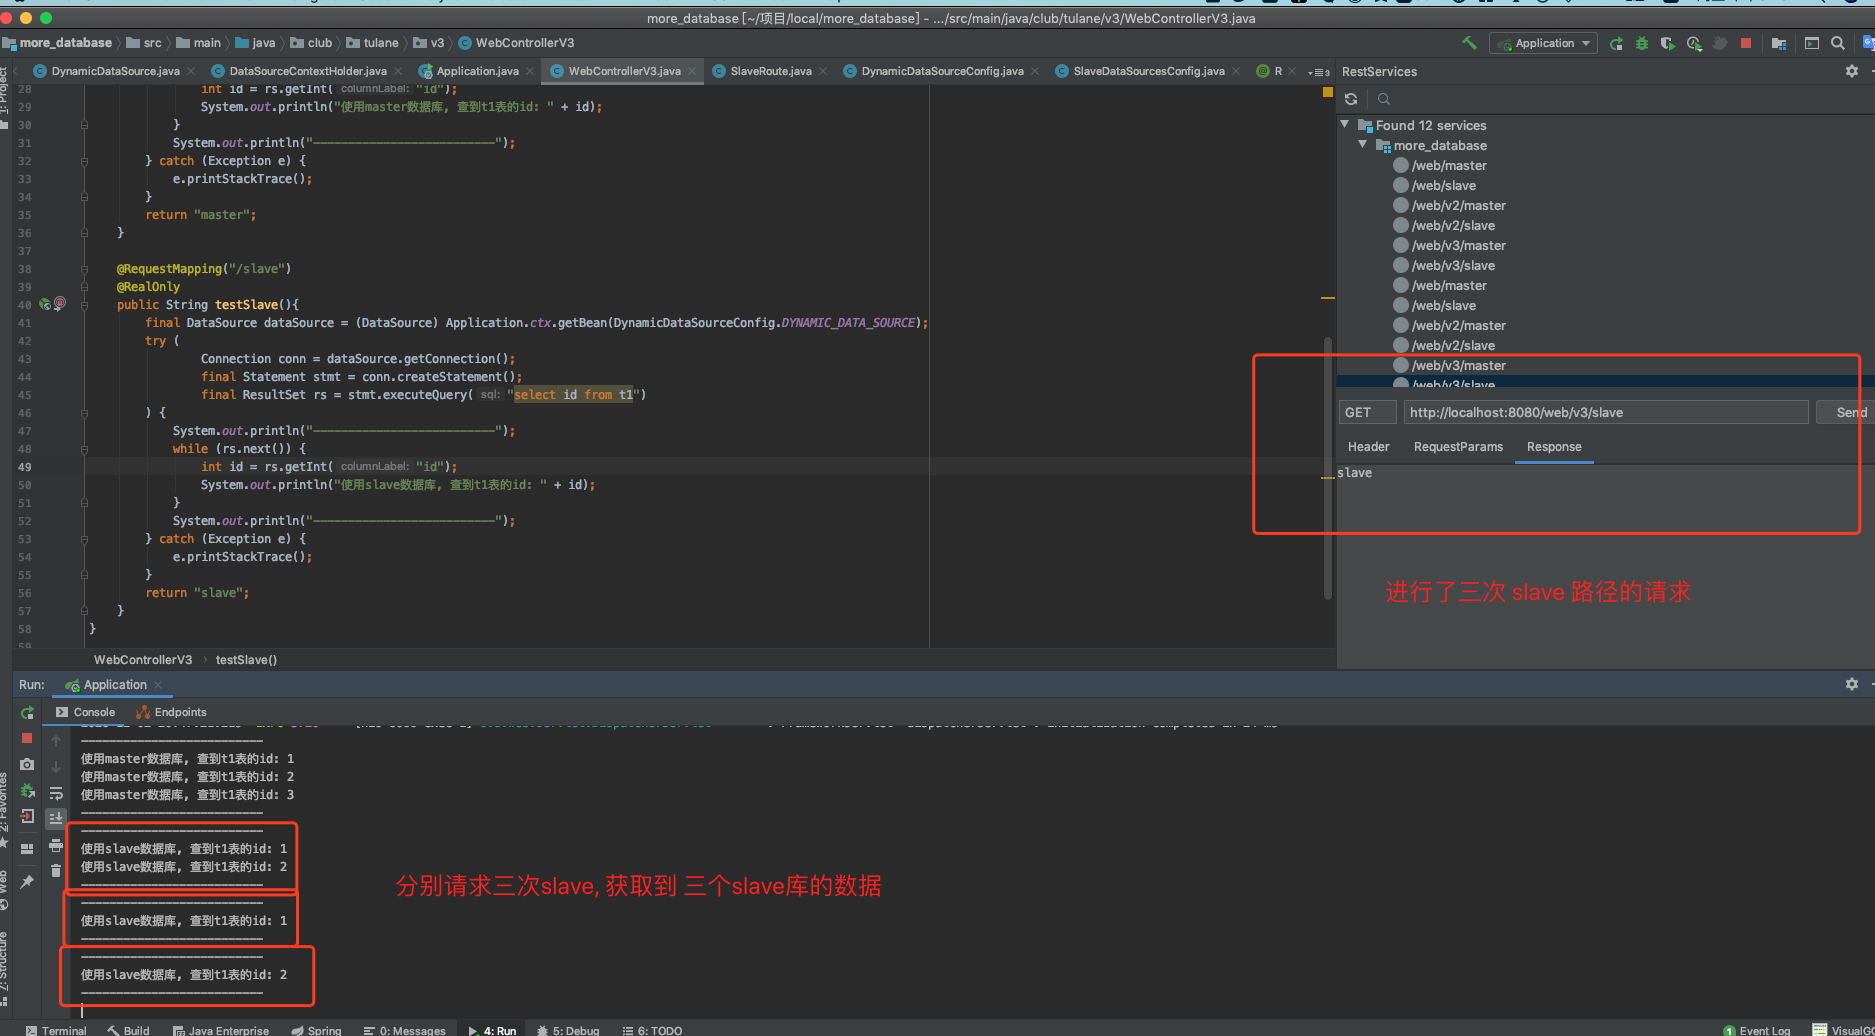 more_database [~/项目/local/more_database] - .../src/main/java/club/tulane/v3/WebControllerV3.java
more_database src main java club tulane v3 WebControllerV3
Application
DynamicDataSource.java DataSourceContextHolder.java Application.java WebControllerV3.java SlaveRoute.java DynamicDataSourceConfig.java SlaveDataSourcesConfig.java R
1: Project
28 int id = rs.getInt( columnLabel: "id");
29 System.out.println("使用master数据库, 查到t1表的id: " + id);
30 }
31 System.out.println("——————————————————————————");
32 } catch (Exception e) {
33 e.printStackTrace();
34 }
35 return "master";
36 }
37
38 @RequestMapping("/slave")
39 @RealOnly
40 public String testSlave(){
41 final DataSource dataSource = (DataSource) Application.ctx.getBean(DynamicDataSourceConfig.DYNAMIC_DATA_SOURCE);
42 try (
43 Connection conn = dataSource.getConnection();
44 final Statement stmt = conn.createStatement();
45 final ResultSet rs = stmt.executeQuery( sql: "select id from t1")
46 ) {
47 System.out.println("——————————————————————————");
48 while (rs.next()) {
49 int id = rs.getInt( columnLabel: "id");
50 System.out.println("使用slave数据库, 查到t1表的id: " + id);
51 }
52 System.out.println("——————————————————————————");
53 } catch (Exception e) {
54 e.printStackTrace();
55 }
56 return "slave";
57 }
58 }
59
WebControllerV3 testSlave()
RestServices
Found 12 services
more_database
/web/master
/web/slave
/web/v2/master
/web/v2/slave
/web/v3/master
/web/v3/slave
/web/master
/web/slave
/web/v2/master
/web/v2/slave
/web/v3/master
/web/v3/slave
GET http://localhost:8080/web/v3/slave Send
Header RequestParams Response
slave
进行了三次 slave 路径的请求
Run: Application
Console Endpoints
——————————————————————————
使用master数据库, 查到t1表的id: 1
使用master数据库, 查到t1表的id: 2
使用master数据库, 查到t1表的id: 3
——————————————————————————
——————————————————————————
使用slave数据库, 查到t1表的id: 1
使用slave数据库, 查到t1表的id: 2
——————————————————————————
——————————————————————————
使用slave数据库, 查到t1表的id: 1
——————————————————————————
——————————————————————————
使用slave数据库, 查到t1表的id: 2
——————————————————————————
分别请求三次slave, 获取到 三个slave库的数据
2: Favorites
Web
7: Structure
Terminal Build Java Enterprise Spring 0: Messages 4: Run 5: Debug 6: TODO 1 Event Log VisualG